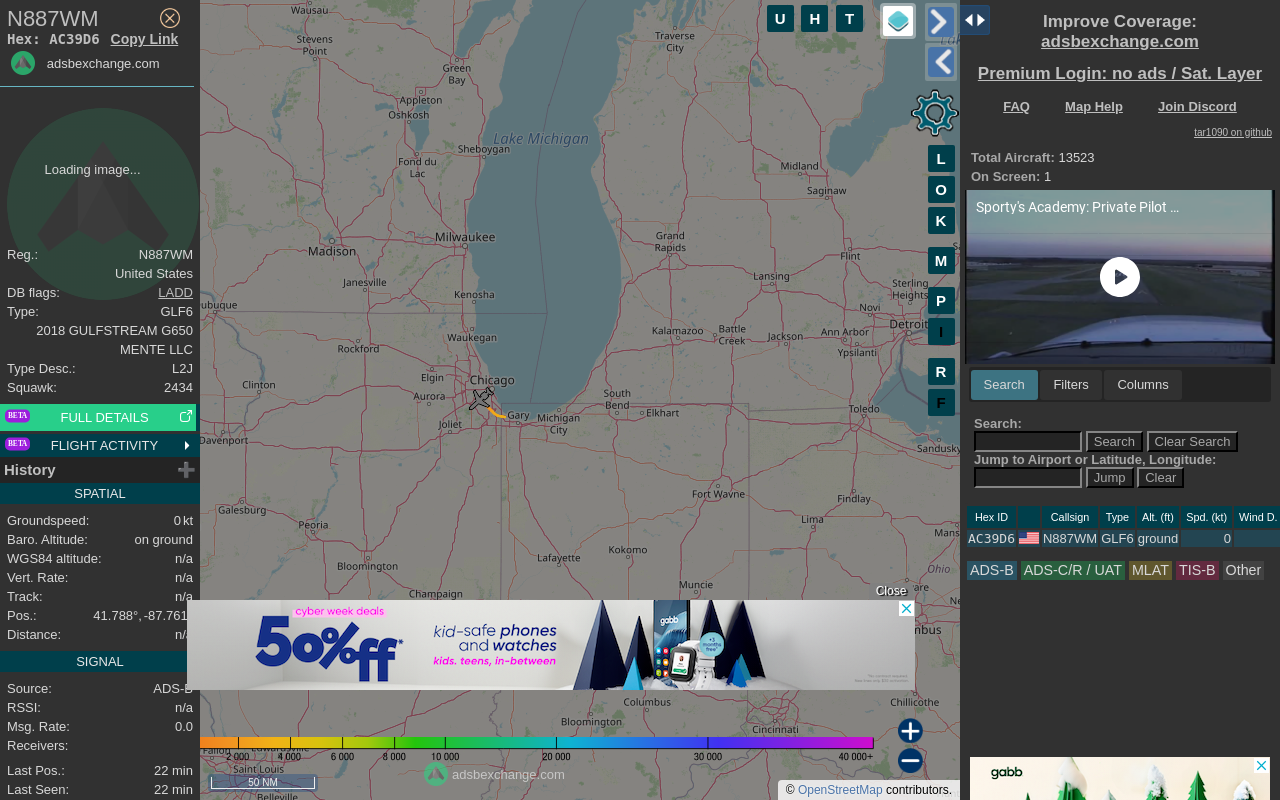 N887WM
Hex: AC39D6 Copy Link
adsbexchange.com
Loading image...
Reg.: N887WM
United States
DB flags: LADD
Type: GLF6
2018 GULFSTREAM G650
MENTE LLC
Type Desc.: L2J
Squawk: 2434
BETA FULL DETAILS
BETA FLIGHT ACTIVITY
History
SPATIAL
Groundspeed: 0 kt
Baro. Altitude: on ground
WGS84 altitude: n/a
Vert. Rate: n/a
Track: n/a
Pos.: 41.788°, -87.761
Distance: n/
SIGNAL
Source: ADS-B
RSSI: n/a
Msg. Rate: 0.0
Receivers:
Last Pos.: 22 min
Last Seen: 22 min
U H T
L
O
K
M
P
I
R
F
Wausau
Stevens
Point
Green
Bay
Traverse
City
Appleton
Oshkosh
Lake Michigan
Sheboygan
Fond du
Lac
Midland
Saginaw
Milwaukee
Madison
Grand
Rapids
Flint
Janesville
Lansing
Sterling
Heights
Kenosha
ubuque
Novi
Detroit
Waukegan
Kalamazoo
Battle
Creek
Jackson
Ann Arbor
Ypsilanti
Rockford
Clinton
Elgin
Chicago
Aurora
South
Bend
Elkhart
Toledo
Gary
Michigan
City
Joliet
Davenport
Sandusky
Galesburg
Fort Wayne
Findlay
Peoria
Lima
Mans
Kokomo
Lafayette
Bloomington
Ohio
Muncie
Champaign
are
Ne
nbus
Close
cyber week deals
50%ff*
kid-safe phones
and watches
kids. teens, in-between
gabb
Columbus
Chillicothe
Bloomington
Cincinnati
Edwardsville
Saint Louis
Belleville
2 000 4 000 6 000 8 000 10 000 20 000 30 000 40 000+
50 NM
adsbexchange.com
© OpenStreetMap contributors.
Improve Coverage:
adsbexchange.com
Premium Login: no ads / Sat. Layer
FAQ Map Help Join Discord
tar1090 on github
Total Aircraft: 13523
On Screen: 1
Sporty's Academy: Private Pilot ...
Search Filters Columns
Search:
Search Clear Search
Jump to Airport or Latitude, Longitude:
Jump Clear
Hex ID Callsign Type Alt. (ft) Spd. (kt) Wind D.
AC39D6 N887WM GLF6 ground 0
ADS-B ADS-C/R / UAT MLAT TIS-B Other
gabb